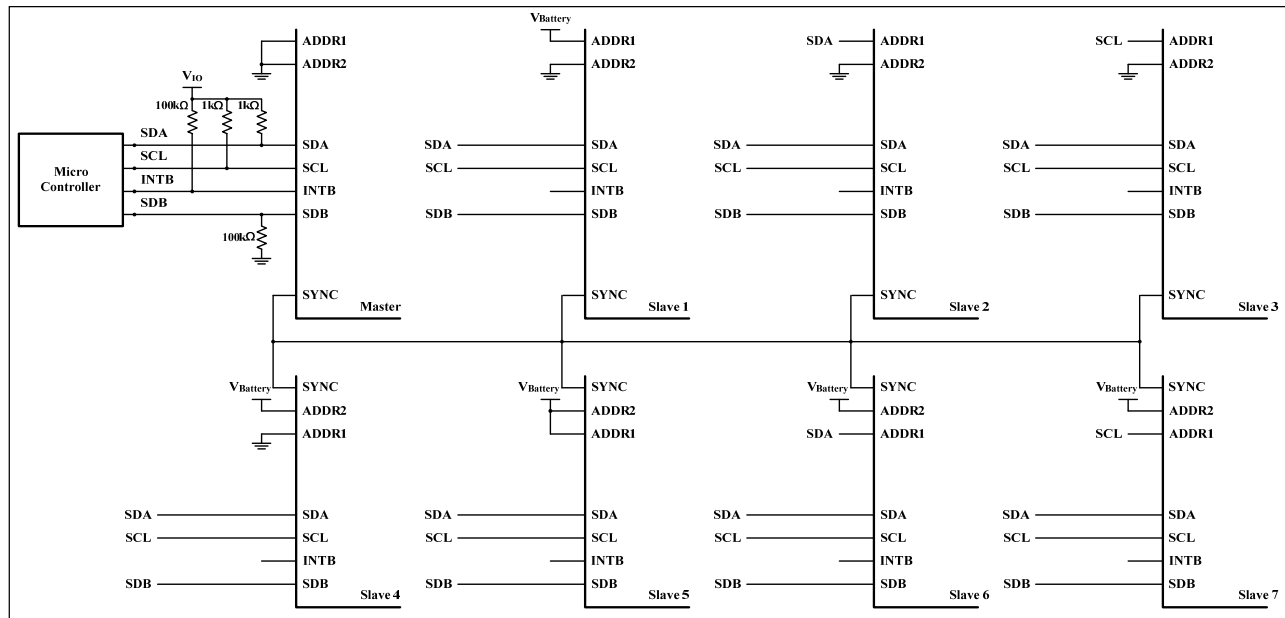 VBattery
ADDR1
ADDR2
ADDR1
ADDR2
SDA
ADDR1
ADDR2
SCL
ADDR1
ADDR2
VIO
100kΩ
1kΩ
1kΩ
Micro
Controller
SDA
SCL
INTB
SDB
100kΩ
SDA
SCL
INTB
SDB
SYNC
Master
SDA
SCL
SDB
SDA
SCL
INTB
SDB
SYNC
Slave 1
SDA
SCL
SDB
SDA
SCL
INTB
SDB
SYNC
Slave 2
SDA
SCL
SDB
SDA
SCL
INTB
SDB
SYNC
Slave 3
VBattery
SYNC
ADDR2
ADDR1
SDA
SCL
SDB
SDA
SCL
INTB
SDB
Slave 4
VBattery
SYNC
ADDR2
ADDR1
SDA
SCL
SDB
SDA
SCL
INTB
SDB
Slave 5
VBattery
SYNC
ADDR2
SDA
ADDR1
SDA
SCL
SDB
SDA
SCL
INTB
SDB
Slave 6
VBattery
SYNC
ADDR2
SCL
ADDR1
SDA
SCL
SDB
SDA
SCL
INTB
SDB
Slave 7